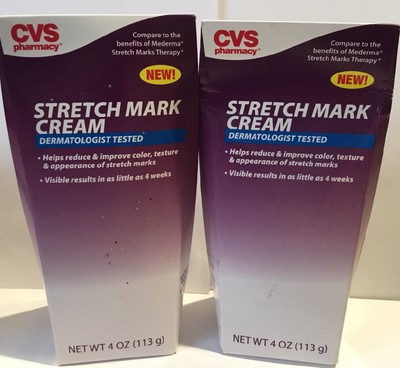 CVS
pharmacy®
Compare to the
benefits of Mederma®
Stretch Marks Therapy*
NEW!
STRETCH MARK
CREAM
DERMATOLOGIST TESTED
• Helps reduce & improve color, texture
& appearance of stretch marks
• Visible results in as little as 4 weeks
NET WT 4 OZ (113 g)
CVS
pharmacy®
Compare to the
benefits of Mederma®
Stretch Marks Therapy*
NEW!
STRETCH MARK
CREAM
DERMATOLOGIST TESTED
• Helps reduce & improve color, texture
& appearance of stretch marks
• Visible results in as little as 4 weeks
NET WT 4 OZ (113 g)